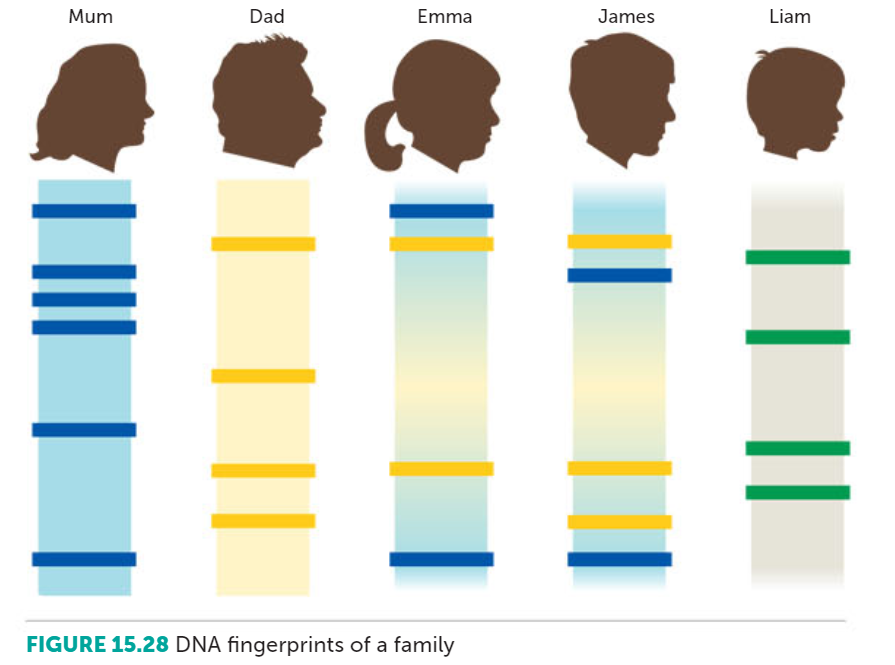 Mum Dad Emma James Liam
FIGURE 15.28 DNA fingerprints of a family